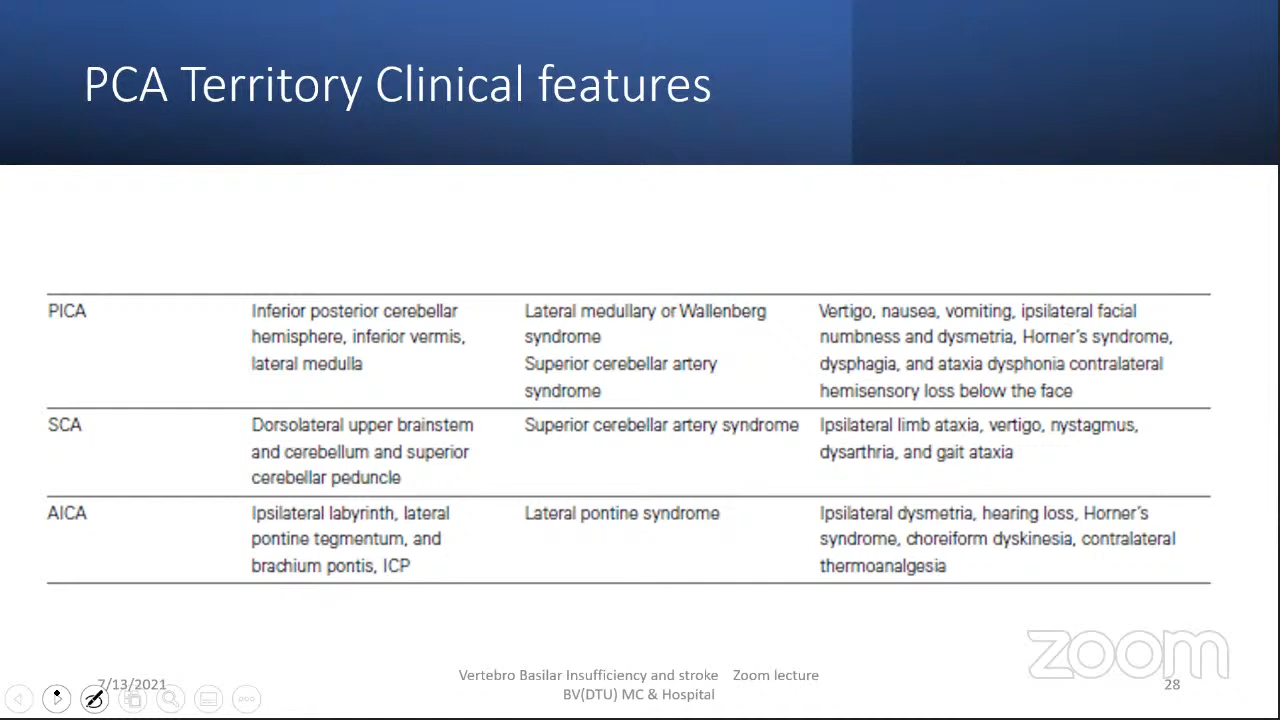 PCA Territory Clinical features
PICA
Inferior posterior cerebellar
hemisphere, inferior vermis,
lateral medulla
Lateral medullary or Wallenberg
syndrome
Superior cerebellar artery
syndrome
Vertigo, nausea, vomiting, ipsilateral facial
numbness and dysmetria, Horner's syndrome,
dysphagia, and ataxia dysphonia contralateral
hemisensory loss below the face
SCA
Dorsolateral upper brainstem
and cerebellum and superior
cerebellar peduncle
Superior cerebellar artery syndrome
Ipsilateral limb ataxia, vertigo, nystagmus,
dysarthria, and gait ataxia
AICA
Ipsilateral labyrinth, lateral
pontine tegmentum, and
brachium pontis, ICP
Lateral pontine syndrome
Ipsilateral dysmetria, hearing loss, Horner's
syndrome, choreiform dyskinesia, contralateral
thermoanalgesia
zoom
7/13/2021
Vertebro Basilar Insufficiency and stroke Zoom lecture
BV(DTU) MC & Hospital
28